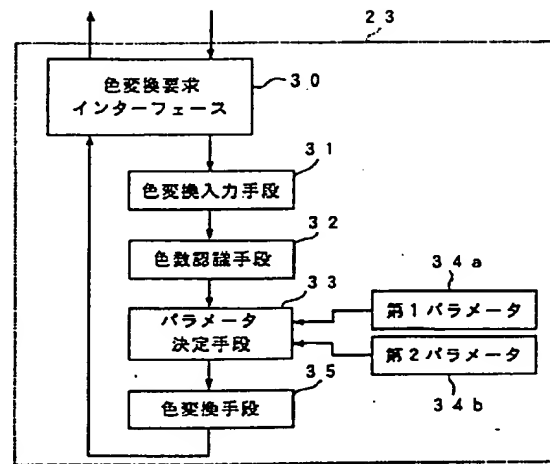 ２３
色変換要求
インターフェース
３０
３１
色変換入力手段
３２
色数認識手段
３３
パラメータ
決定手段
３４ａ
第１パラメータ
第２パラメータ
３４ｂ
３５
色変換手段